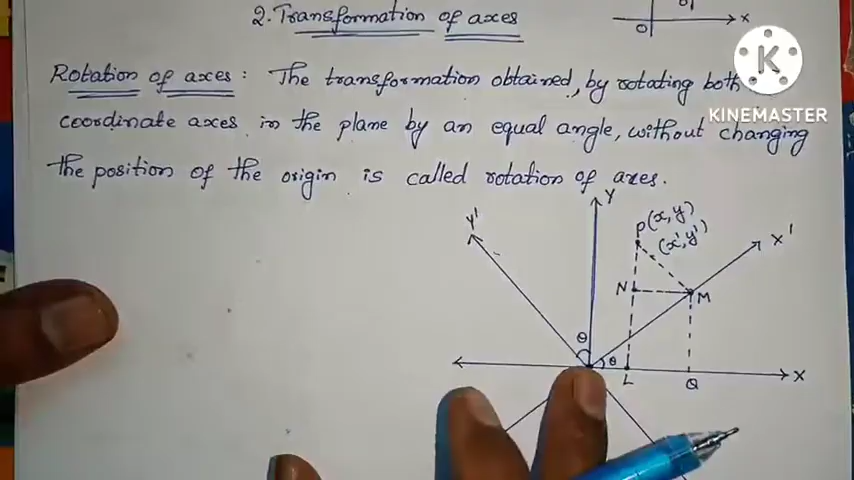 2. Transformation of axes
X
O
Rotation of axes : The transformation obtained, by rotating both
K
KINEMASTER
coordinate axes in the plane by an equal angle, without changing
the position of the origin is called rotation of axes.
Y
Y'
P(x,y)
(x',y')
X'
N
M
θ
θ
L
Q
X